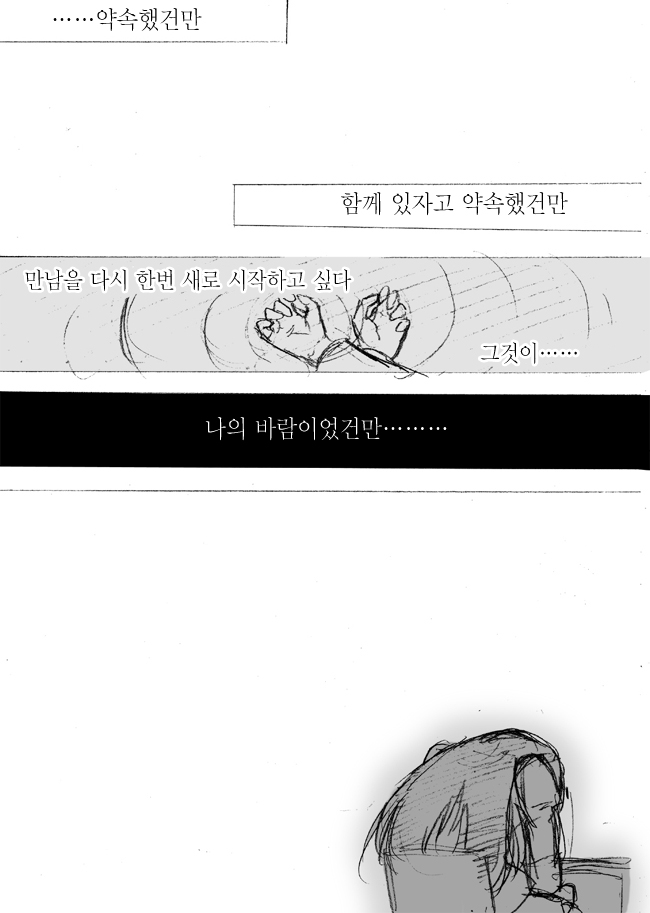 ……약속했건만
함께 있자고 약속했건만
만남을 다시 한번 새로 시작하고 싶다
그것이……
나의 바람이었건만………